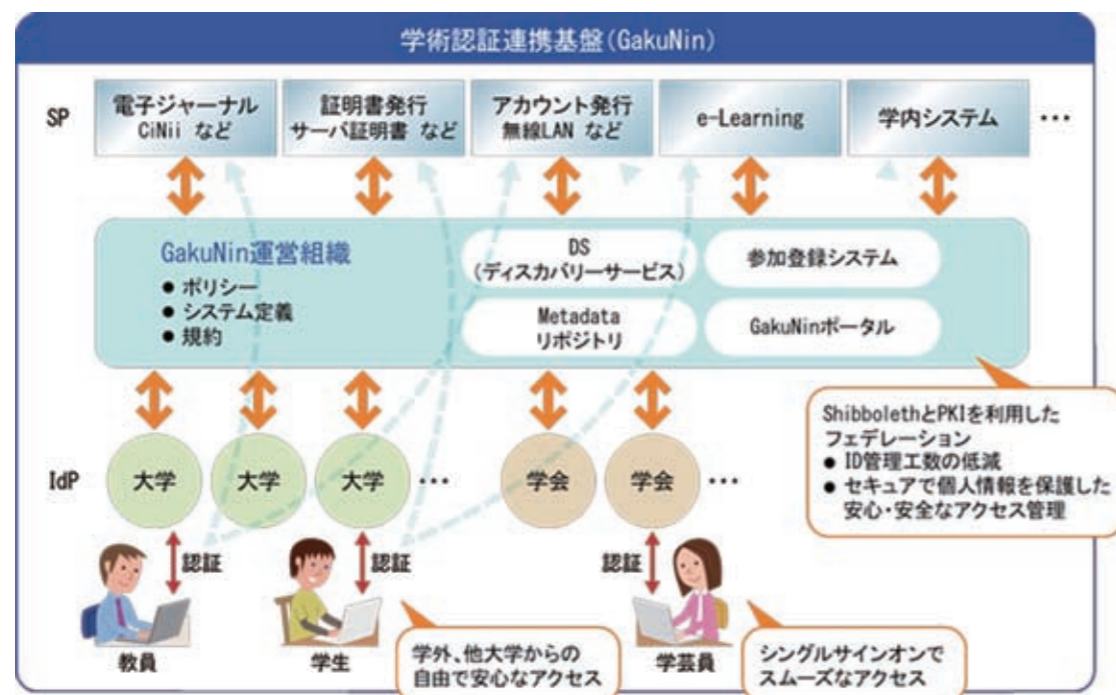 学術認証連携基盤(GakuNin)
SP
電子ジャーナル
CiNii など
証明書発行
サーバ証明書 など
アカウント発行
無線LAN など
e-Learning
学内システム
…
GakuNin運営組織
● ポリシー
● システム定義
● 規約
DS
(ディスカバリーサービス)
参加登録システム
Metadata
リポジトリ
GakuNinポータル
ShibbolethとPKIを利用した
フェデレーション
● ID管理工数の低減
● セキュアで個人情報を保護した
安心・安全なアクセス管理
IdP
大学
大学
大学
…
学会
学会
…
認証
認証
認証
教員
学生
学芸員
学外、他大学からの
自由で安心なアクセス
シングルサインオンで
スムーズなアクセス